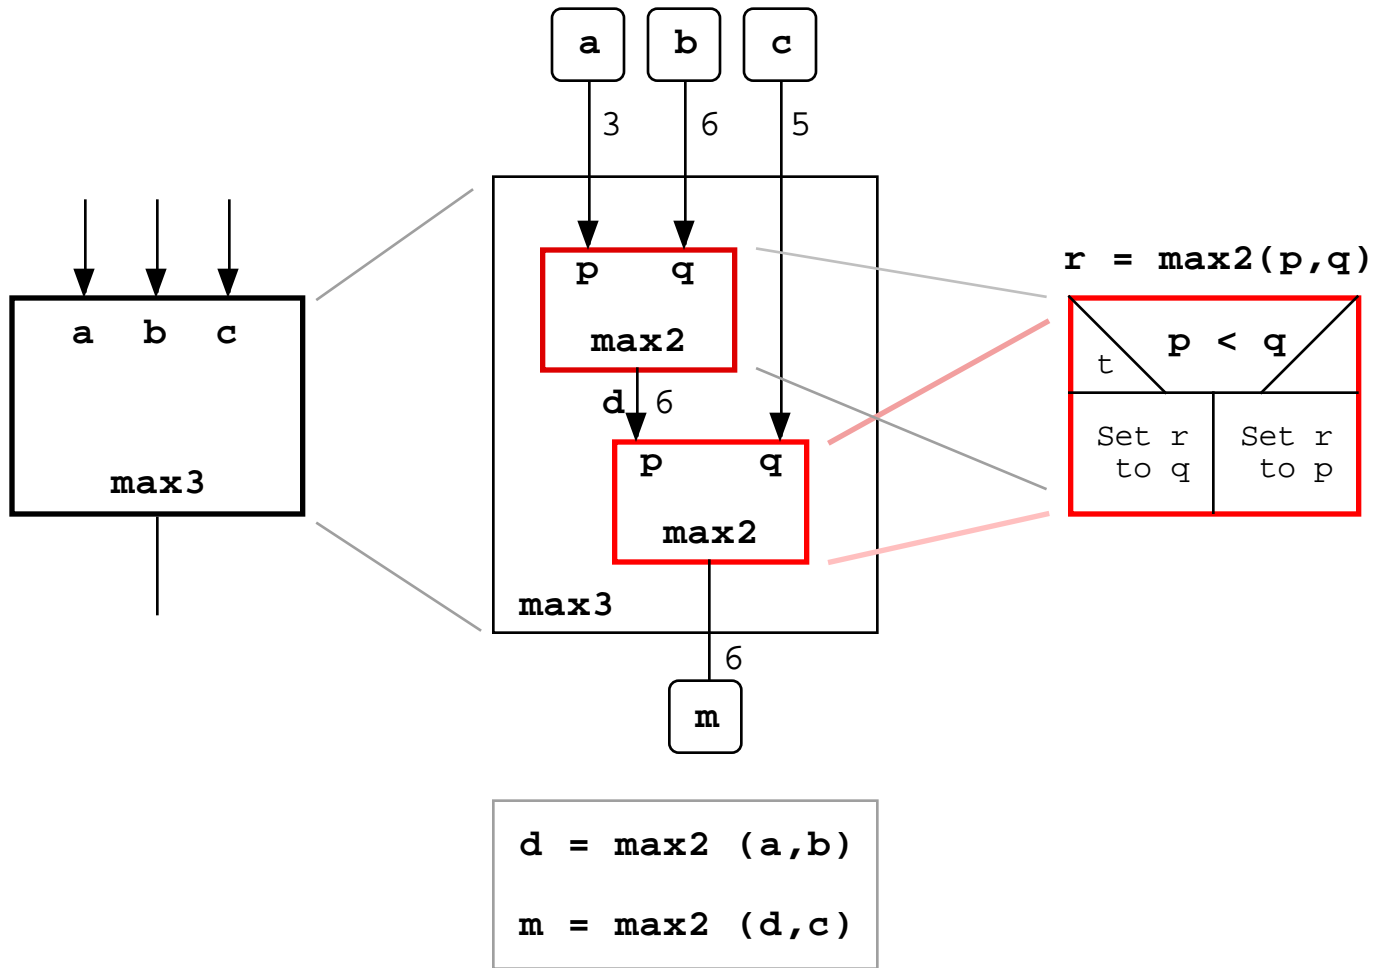 a b c
3 6 5
a b c
max3
p q
max2
d 6
p q
max2
max3
6
m
r = max2(p,q)
p < q
t
Set r
to q
Set r
to p
d = max2 (a,b)
m = max2 (d,c)